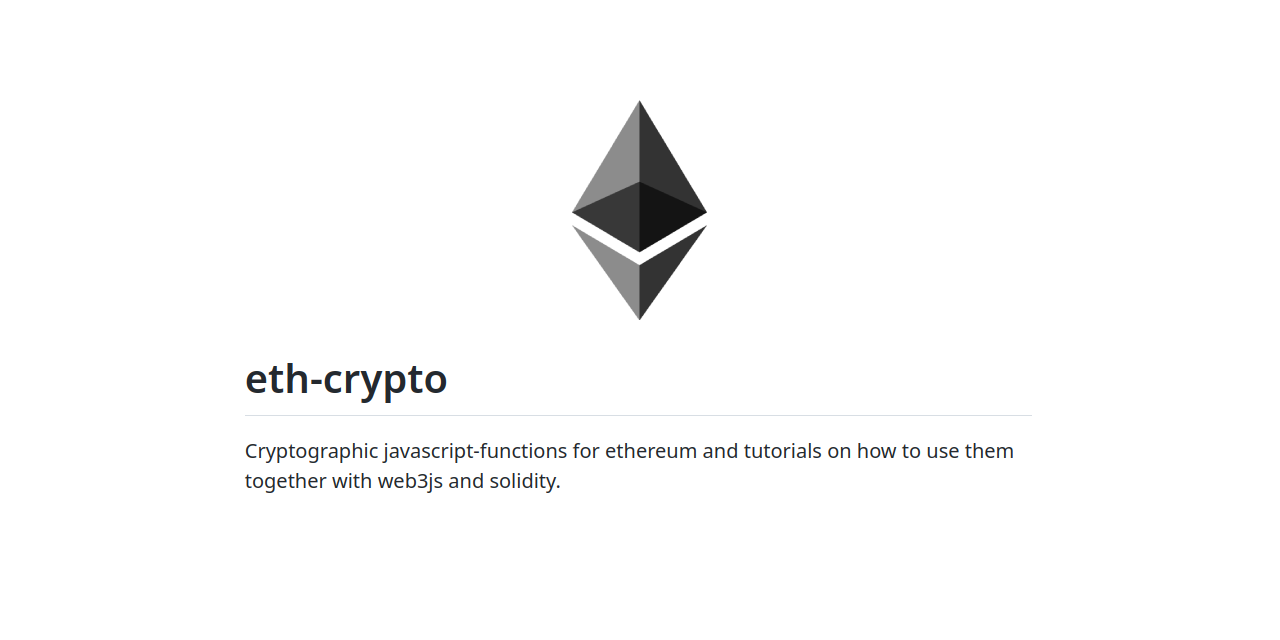 eth-crypto
Cryptographic javascript-functions for ethereum and tutorials on how to use them
together with web3js and solidity.